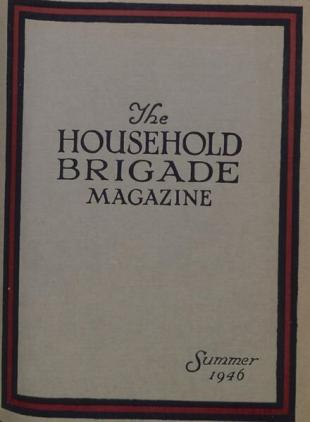 The
HOUSEHOLD
BRIGADE
MAGAZINE
Summer
1946